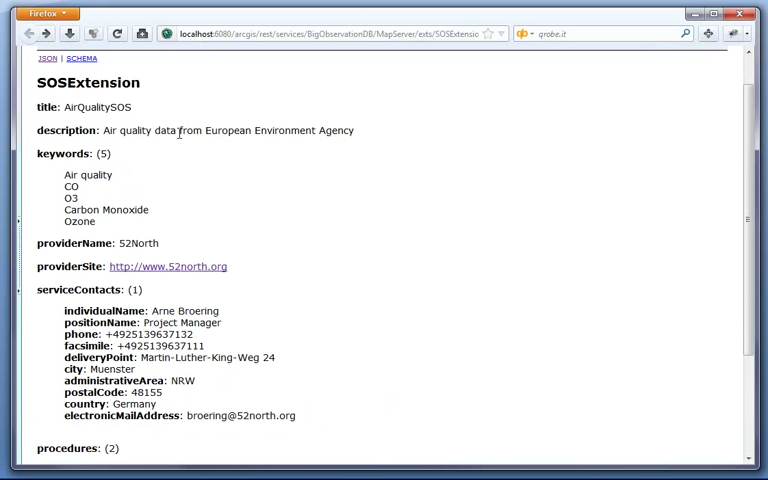 Firefox
localhost:6080/arcgis/rest/services/BigObservationDB/MapServer/exts/SOSExtensio
qrobe.it
JSON | SCHEMA
SOSExtension
title: AirQualitySOS
description: Air quality data from European Environment Agency
keywords: (5)
Air quality
CO
O3
Carbon Monoxide
Ozone
providerName: 52North
providerSite: http://www.52north.org
serviceContacts: (1)
individualName: Arne Broering
positionName: Project Manager
phone: +4925139637132
facsimile: +4925139637111
deliveryPoint: Martin-Luther-King-Weg 24
city: Muenster
administrativeArea: NRW
postalCode: 48155
country: Germany
electronicMailAddress: broering@52north.org
procedures: (2)